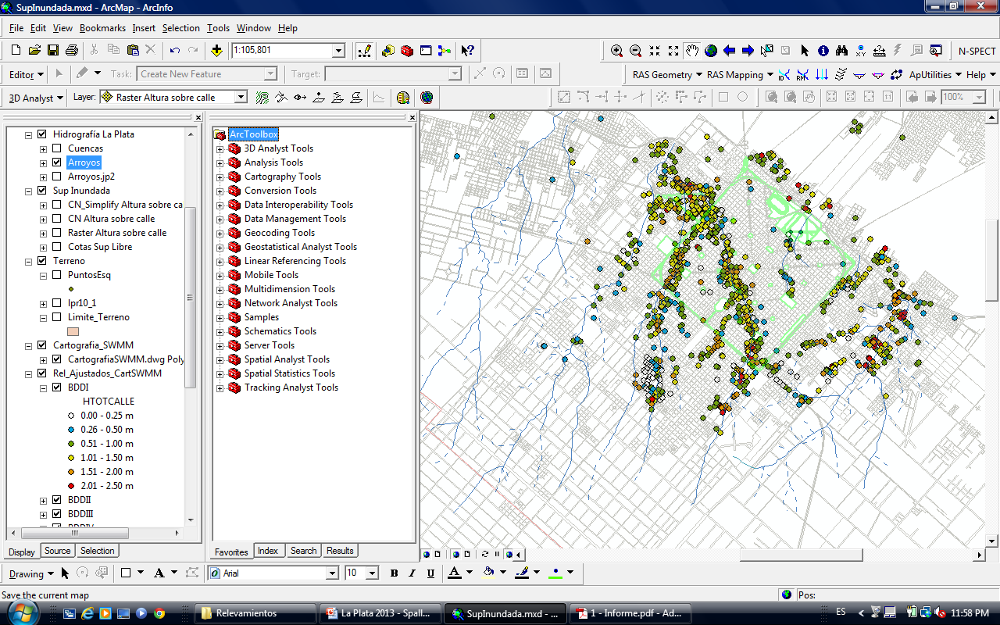 SupInundada.mxd - ArcMap - ArcInfo
File Edit View Bookmarks Insert Selection Tools Window Help
1:105,801
N-SPECT
Editor Task: Create New Feature Target:
RAS Geometry RAS Mapping ApUtilities Help
3D Analyst Layer: Raster Altura sobre calle
100%
Hidrografía La Plata
Cuencas
Arroyos
Arroyos.jp2
Sup Inundada
CN_Simplify Altura sobre ca
CN Altura sobre calle
Raster Altura sobre calle
Cotas Sup Libre
Terreno
PuntosEsq
lpr10_1
Limite_Terreno
Cartografia_SWMM
CartografiaSWMM.dwg Poly
Rel_Ajustados_CartSWMM
BDDI
HTOTCALLE
0.00 - 0.25 m
0.26 - 0.50 m
0.51 - 1.00 m
1.01 - 1.50 m
1.51 - 2.00 m
2.01 - 2.50 m
BDDII
BDDIII
BDDIV
Display Source Selection
ArcToolbox
3D Analyst Tools
Analysis Tools
Cartography Tools
Conversion Tools
Data Interoperability Tools
Data Management Tools
Geocoding Tools
Geostatistical Analyst Tools
Linear Referencing Tools
Mobile Tools
Multidimension Tools
Network Analyst Tools
Samples
Schematics Tools
Server Tools
Spatial Analyst Tools
Spatial Statistics Tools
Tracking Analyst Tools
Favorites Index Search Results
Drawing A Arial 10 B I U A
Save the current map
Pos:
Relevamientos
La Plata 2013 - Spall...
SupInundada.mxd - ...
1 - Informe.pdf - Ad...
ES
11:58 PM